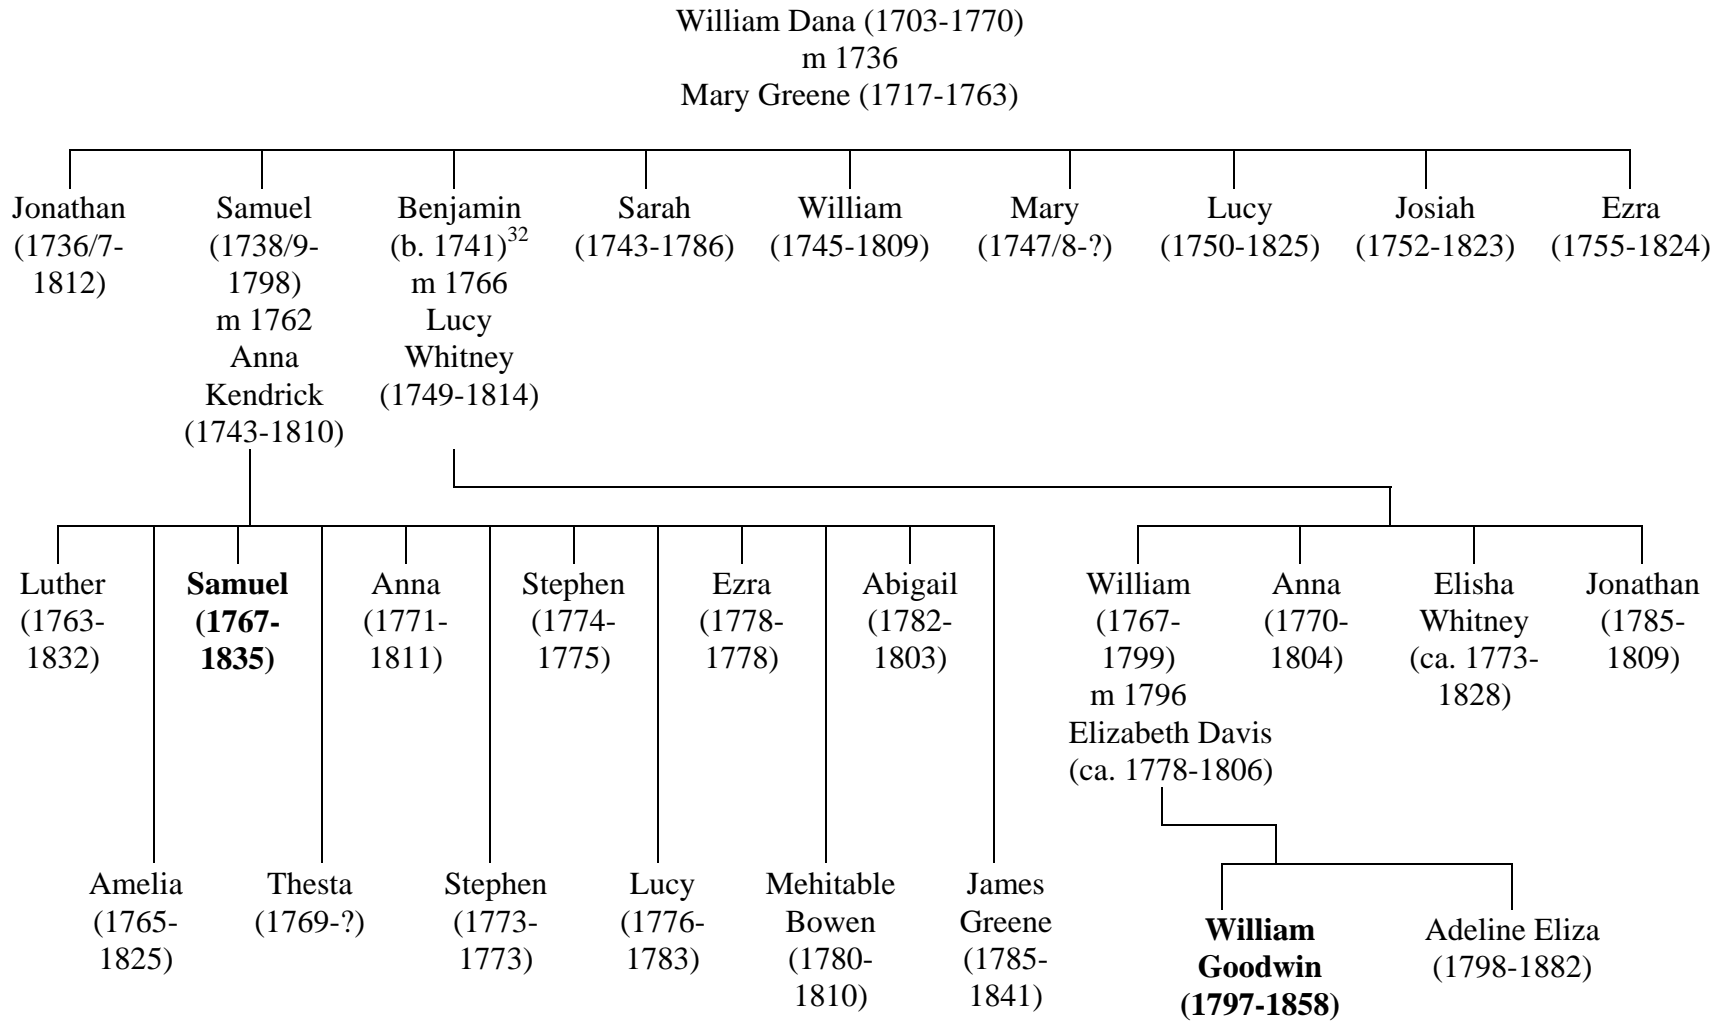 William Dana (1703-1770)
m 1736
Mary Greene (1717-1763)
Jonathan
(1736/7-
1812)
Samuel
(1738/9-
1798)
m 1762
Anna
Kendrick
(1743-1810)
Benjamin
(b. 1741)32
m 1766
Lucy
Whitney
(1749-1814)
Sarah
(1743-1786)
William
(1745-1809)
Mary
(1747/8-?)
Lucy
(1750-1825)
Josiah
(1752-1823)
Ezra
(1755-1824)
Luther
(1763-
1832)
Samuel
(1767-
1835)
Anna
(1771-
1811)
Stephen
(1774-
1775)
Ezra
(1778-
1778)
Abigail
(1782-
1803)
William
(1767-
1799)
m 1796
Elizabeth Davis
(ca. 1778-1806)
Anna
(1770-
1804)
Elisha
Whitney
(ca. 1773-
1828)
Jonathan
(1785-
1809)
Amelia
(1765-
1825)
Thesta
(1769-?)
Stephen
(1773-
1773)
Lucy
(1776-
1783)
Mehitable
Bowen
(1780-
1810)
James
Greene
(1785-
1841)
William
Goodwin
(1797-1858)
Adeline Eliza
(1798-1882)